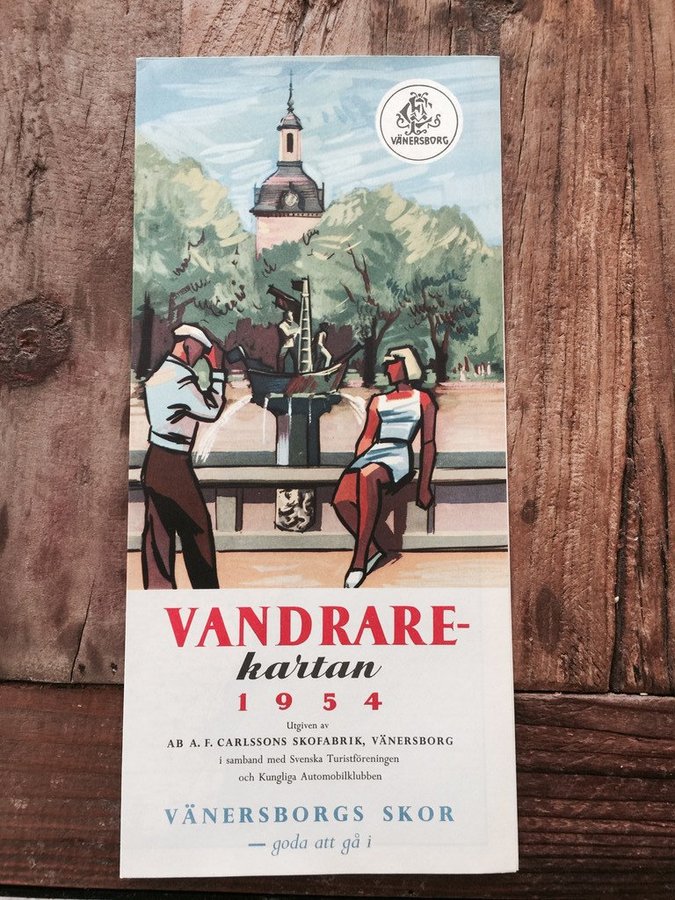 VÄNERSBORG
VANDRARE-
kartan
1954
Utgiven av
AB A. F. CARLSSONS SKOFABRIK, VÄNERSBORG
i samband med Svenska Turistföreningen
och Kungliga Automobilklubben
VÄNERSBORGS SKOR
— goda att gå i